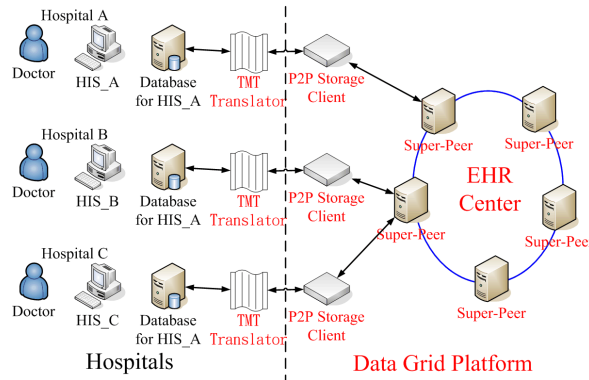 Hospital A
Doctor
HIS_A
Database
for HIS_A
TMT
Translator
P2P Storage
Client
Super-Peer
Super-Peer
Hospital B
Doctor
HIS_B
Database
for HIS_A
TMT
Translator
P2P Storage
Client
Super-Peer
EHR
Center
Super-Pee
Hospital C
Doctor
HIS_C
Database
for HIS_A
TMT
Translator
P2P Storage
Client
Super-Peer
Hospitals
Data Grid Platform